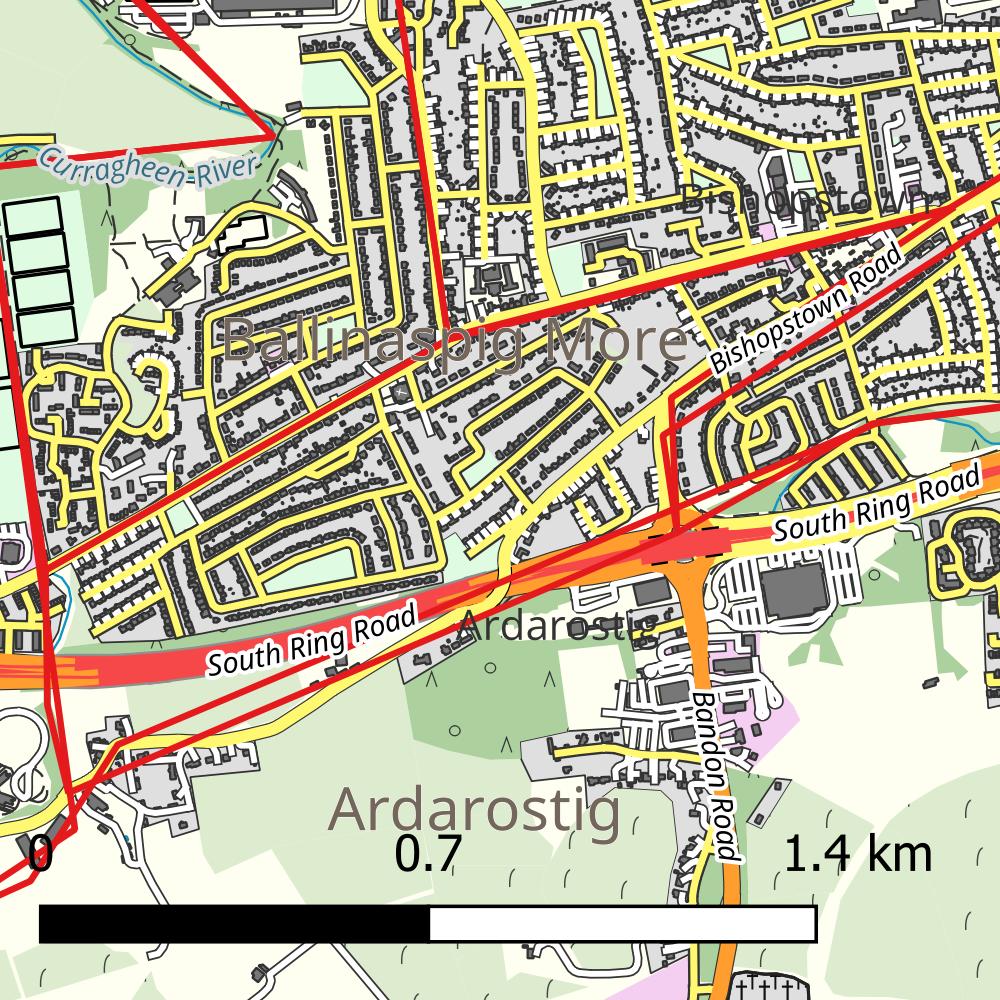 Curragheen River
Bishopstown
Bishopstown Road
Ballinaspig More
South Ring Road
South Ring Road
Ardarostig
Bandon Road
Ardarostig
0 0.7 1.4 km